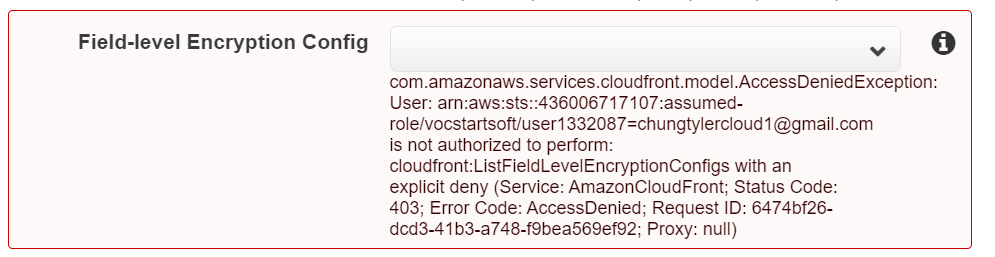 Field-level Encryption Config
com.amazonaws.services.cloudfront.model.AccessDeniedException:
User: arn:aws:sts::436006717107:assumed-
role/vocstartsoft/user1332087=chungtylercloud1@gmail.com
is not authorized to perform:
cloudfront:ListFieldLevelEncryptionConfigs with an
explicit deny (Service: AmazonCloudFront; Status Code:
403; Error Code: AccessDenied; Request ID: 6474bf26-
dcd3-41b3-a748-f9bea569ef92; Proxy: null)